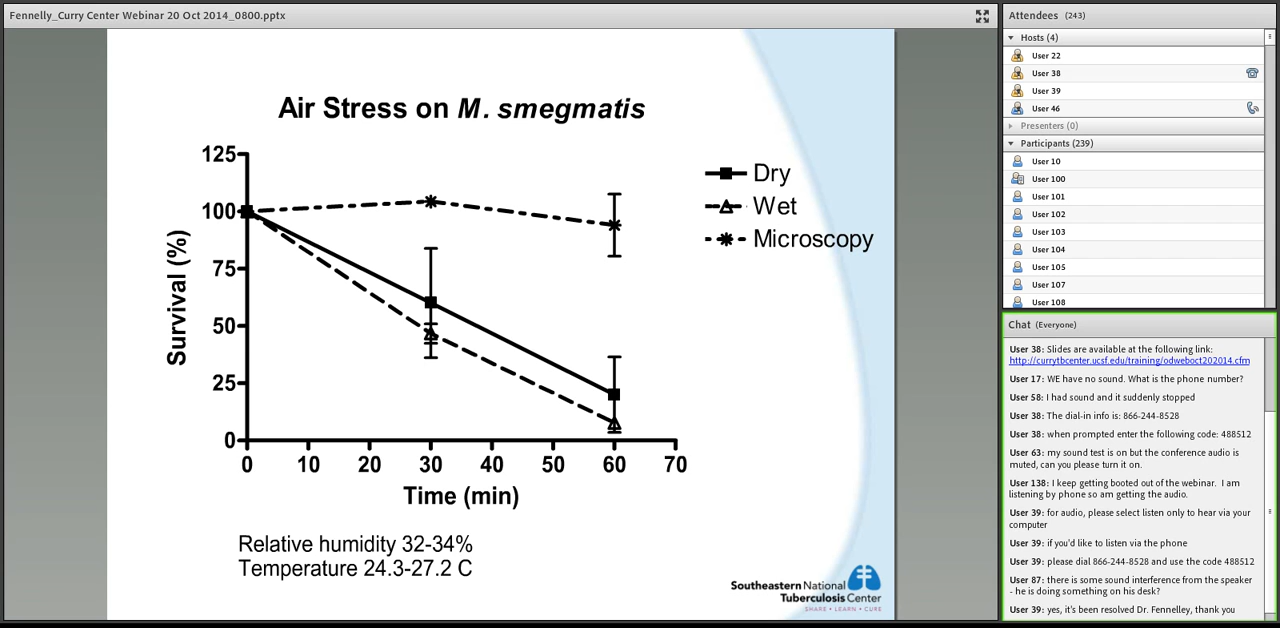 Fennelly_Curry Center Webinar 20 Oct 2014_0800.pptx
Air Stress on M. smegmatis
Survival (%)
125
100
75
50
25
0
0 10 20 30 40 50 60 70
Time (min)
Dry
Wet
Microscopy
Relative humidity 32-34%
Temperature 24.3-27.2 C
Southeastern National
Tuberculosis Center
SHARE • LEARN • CURE
Attendees (243)
Hosts (4)
User 22
User 38
User 39
User 46
Presenters (0)
Participants (239)
User 10
User 100
User 101
User 102
User 103
User 104
User 105
User 107
User 108
Chat (Everyone)
User 38: Slides are available at the following link:
http://currytbcenter.ucsf.edu/training/odweboct202014.cfm
User 17: WE have no sound. What is the phone number?
User 58: I had sound and it suddenly stopped
User 38: The dial-in info is: 866-244-8528
User 38: when prompted enter the following code: 488512
User 63: my sound test is on but the conference audio is
muted, can you please turn it on.
User 138: I keep getting booted out of the webinar. I am
listening by phone so am getting the audio.
User 39: for audio, please select listen only to hear via your
computer
User 39: if you'd like to listen via the phone
User 39: please dial 866-244-8528 and use the code 488512
User 87: there is some sound interference from the speaker
- he is doing something on his desk?
User 39: yes, it's been resolved Dr. Fennelley, thank you